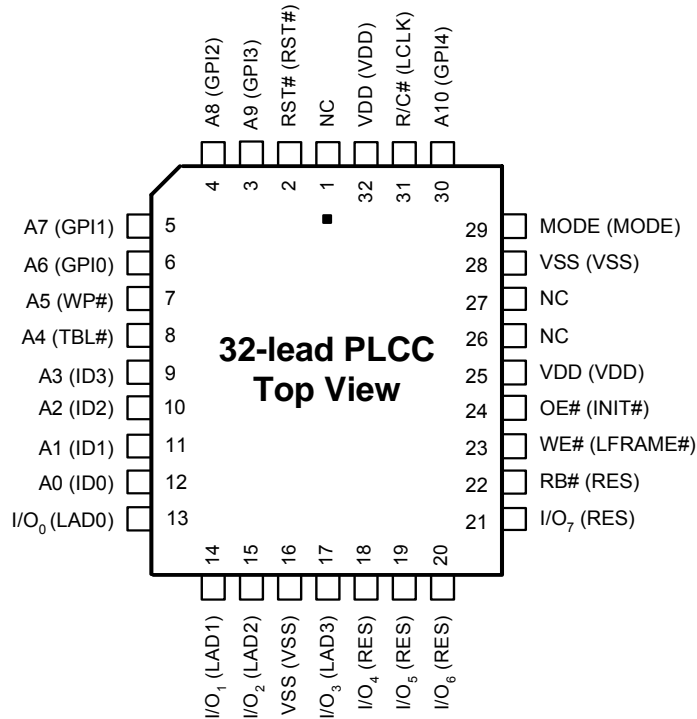 A8 (GPI2)
A9 (GPI3)
RST# (RST#)
NC
VDD (VDD)
R/C# (LCLK)
A10 (GPI4)
4
3
2
1
32
31
30
A7 (GPI1)
5
A6 (GPI0)
6
A5 (WP#)
7
A4 (TBL#)
8
A3 (ID3)
9
A2 (ID2)
10
A1 (ID1)
11
A0 (ID0)
12
I/O₀ (LAD0)
13
32-lead PLCC
Top View
29
MODE (MODE)
28
VSS (VSS)
27
NC
26
NC
25
VDD (VDD)
24
OE# (INIT#)
23
WE# (LFRAME#)
22
RB# (RES)
21
I/O₇ (RES)
14
15
16
17
18
19
20
I/O₁ (LAD1)
I/O₂ (LAD2)
VSS (VSS)
I/O₃ (LAD3)
I/O₄ (RES)
I/O₅ (RES)
I/O₆ (RES)